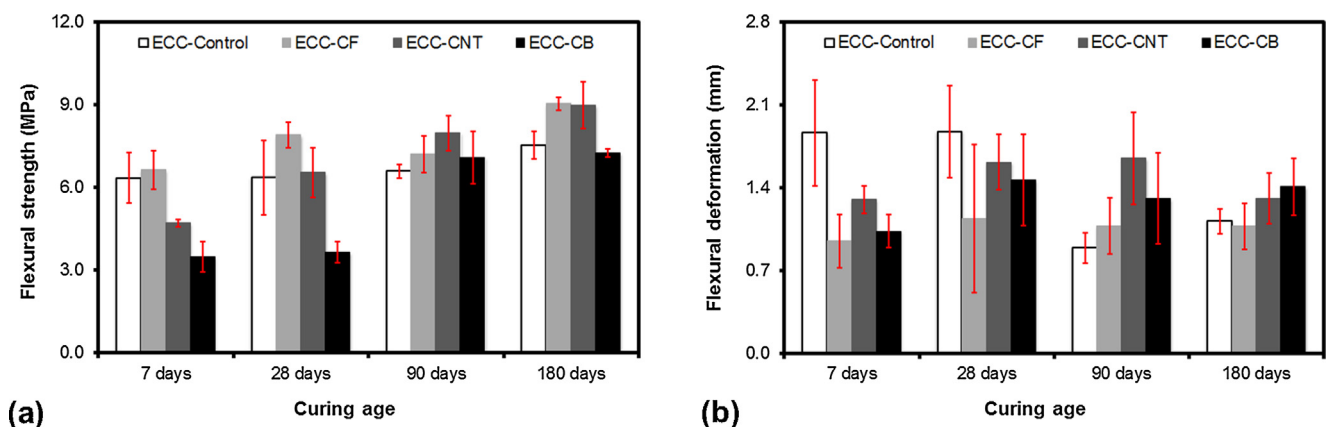 12.0
ECC-Control ECC-CF ECC-CNT ECC-CB
9.0
6.0
3.0
0.0
Flexural strength (MPa)
7 days 28 days 90 days 180 days
Curing age
(a)
2.8
ECC-Control ECC-CF ECC-CNT ECC-CB
2.1
1.4
0.7
0.0
Flexural deformation (mm)
7 days 28 days 90 days 180 days
Curing age
(b)